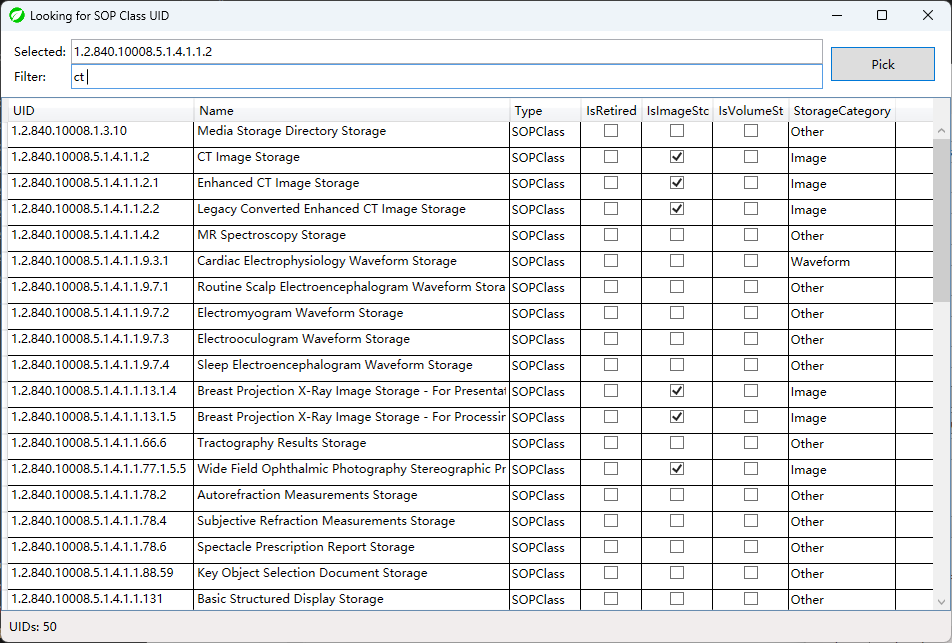 Looking for SOP Class UID
Selected: 1.2.840.10008.5.1.4.1.1.2
Pick
Filter: ct
UID Name Type IsRetired IsImageStc IsVolumeSt StorageCategory
1.2.840.10008.1.3.10 Media Storage Directory Storage SOPClass Other
1.2.840.10008.5.1.4.1.1.2 CT Image Storage SOPClass Image
1.2.840.10008.5.1.4.1.1.2.1 Enhanced CT Image Storage SOPClass Image
1.2.840.10008.5.1.4.1.1.2.2 Legacy Converted Enhanced CT Image Storage SOPClass Image
1.2.840.10008.5.1.4.1.1.4.2 MR Spectroscopy Storage SOPClass Other
1.2.840.10008.5.1.4.1.1.9.3.1 Cardiac Electrophysiology Waveform Storage SOPClass Waveform
1.2.840.10008.5.1.4.1.1.9.7.1 Routine Scalp Electroencephalogram Waveform Stora SOPClass Other
1.2.840.10008.5.1.4.1.1.9.7.2 Electromyogram Waveform Storage SOPClass Other
1.2.840.10008.5.1.4.1.1.9.7.3 Electrooculogram Waveform Storage SOPClass Other
1.2.840.10008.5.1.4.1.1.9.7.4 Sleep Electroencephalogram Waveform Storage SOPClass Other
1.2.840.10008.5.1.4.1.1.13.1.4 Breast Projection X-Ray Image Storage - For Presentat SOPClass Image
1.2.840.10008.5.1.4.1.1.13.1.5 Breast Projection X-Ray Image Storage - For Processin SOPClass Image
1.2.840.10008.5.1.4.1.1.66.6 Tractography Results Storage SOPClass Other
1.2.840.10008.5.1.4.1.1.77.1.5.5 Wide Field Ophthalmic Photography Stereographic Pr SOPClass Image
1.2.840.10008.5.1.4.1.1.78.2 Autorefraction Measurements Storage SOPClass Other
1.2.840.10008.5.1.4.1.1.78.4 Subjective Refraction Measurements Storage SOPClass Other
1.2.840.10008.5.1.4.1.1.78.6 Spectacle Prescription Report Storage SOPClass Other
1.2.840.10008.5.1.4.1.1.88.59 Key Object Selection Document Storage SOPClass Other
1.2.840.10008.5.1.4.1.1.131 Basic Structured Display Storage SOPClass Other
UIDs: 50